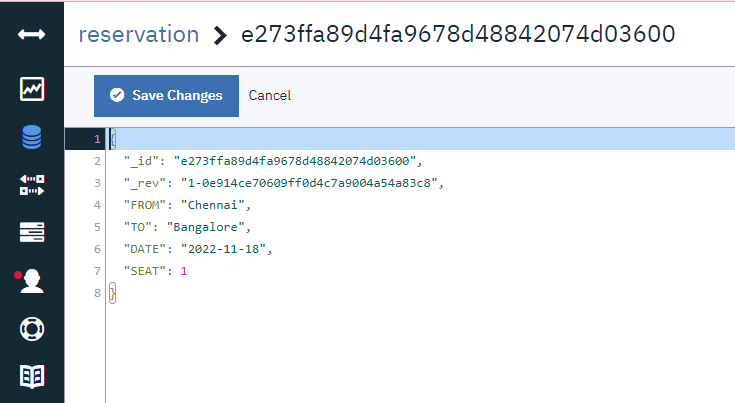 reservation > e273ffa89d4fa9678d48842074d03600
Save Changes Cancel
1 {
2 "_id": "e273ffa89d4fa9678d48842074d03600",
3 "_rev": "1-0e914ce70609ff0d4c7a9004a54a83c8",
4 "FROM": "Chennai",
5 "TO": "Bangalore",
6 "DATE": "2022-11-18",
7 "SEAT": 1
8 }